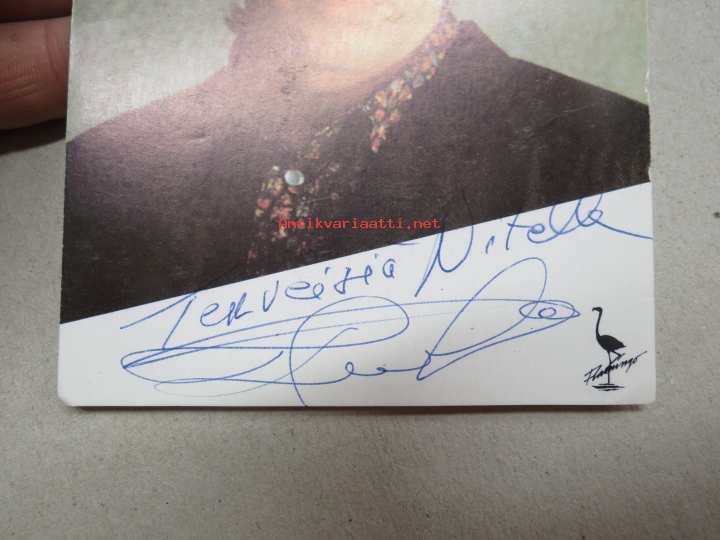 antikvariaatti.net
Terveisiä Nitelle
Flamingo